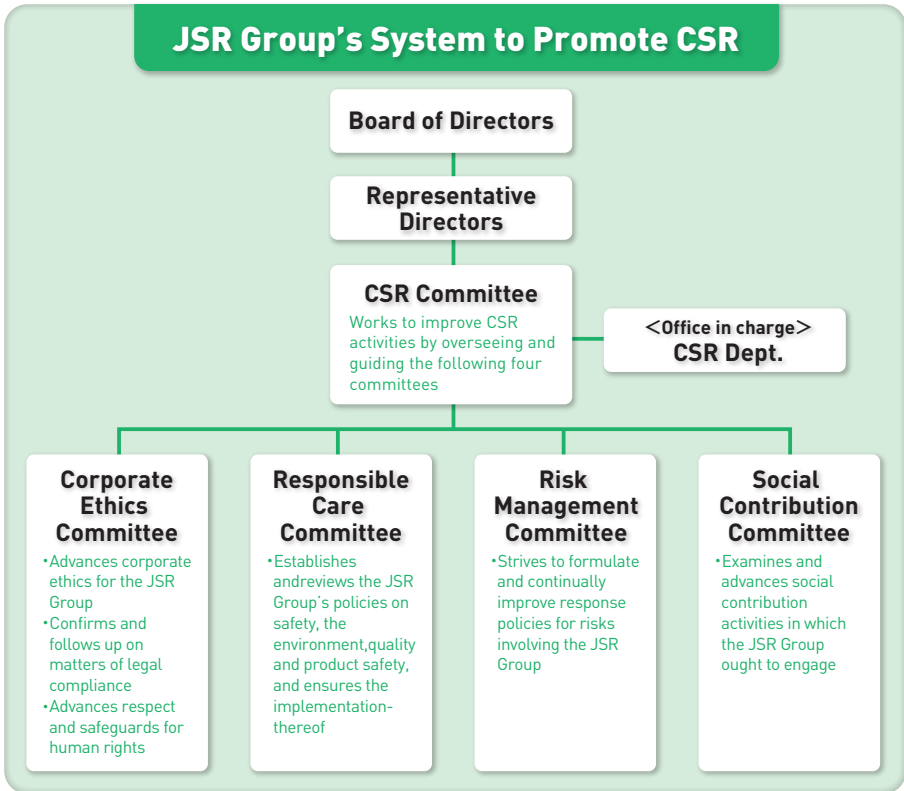 JSR Group's System to Promote CSR
Board of Directors
Representative
Directors
CSR Committee
Works to improve CSR
activities by overseeing and
guiding the following four
committees
<Office in charge>
CSR Dept.
Corporate
Ethics
Committee
・Advances corporate
ethics for the JSR
Group
・Confirms and
follows up on
matters of legal
compliance
・Advances respect
and safeguards for
human rights
Responsible
Care
Committee
・Establishes
andreviews the JSR
Group's policies on
safety, the
environment,quality
and product safety,
and ensures the
implementation-
thereof
Risk
Management
Committee
・Strives to formulate
and continually
improve response
policies for risks
involving the JSR
Group
Social
Contribution
Committee
・Examines and
advances social
contribution
activities in which
the JSR Group
ought to engage